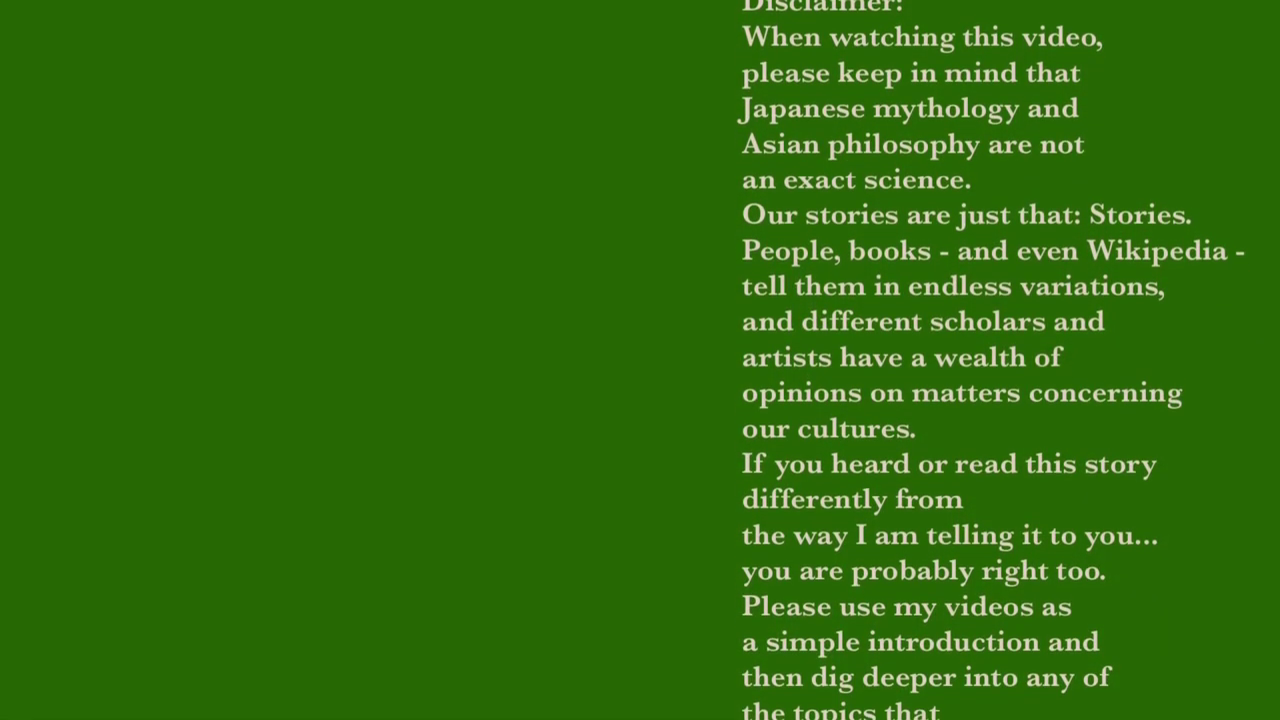 Disclaimer:
When watching this video,
please keep in mind that
Japanese mythology and
Asian philosophy are not
an exact science.
Our stories are just that: Stories.
People, books - and even Wikipedia -
tell them in endless variations,
and different scholars and
artists have a wealth of
opinions on matters concerning
our cultures.
If you heard or read this story
differently from
the way I am telling it to you...
you are probably right too.
Please use my videos as
a simple introduction and
then dig deeper into any of
the topics that